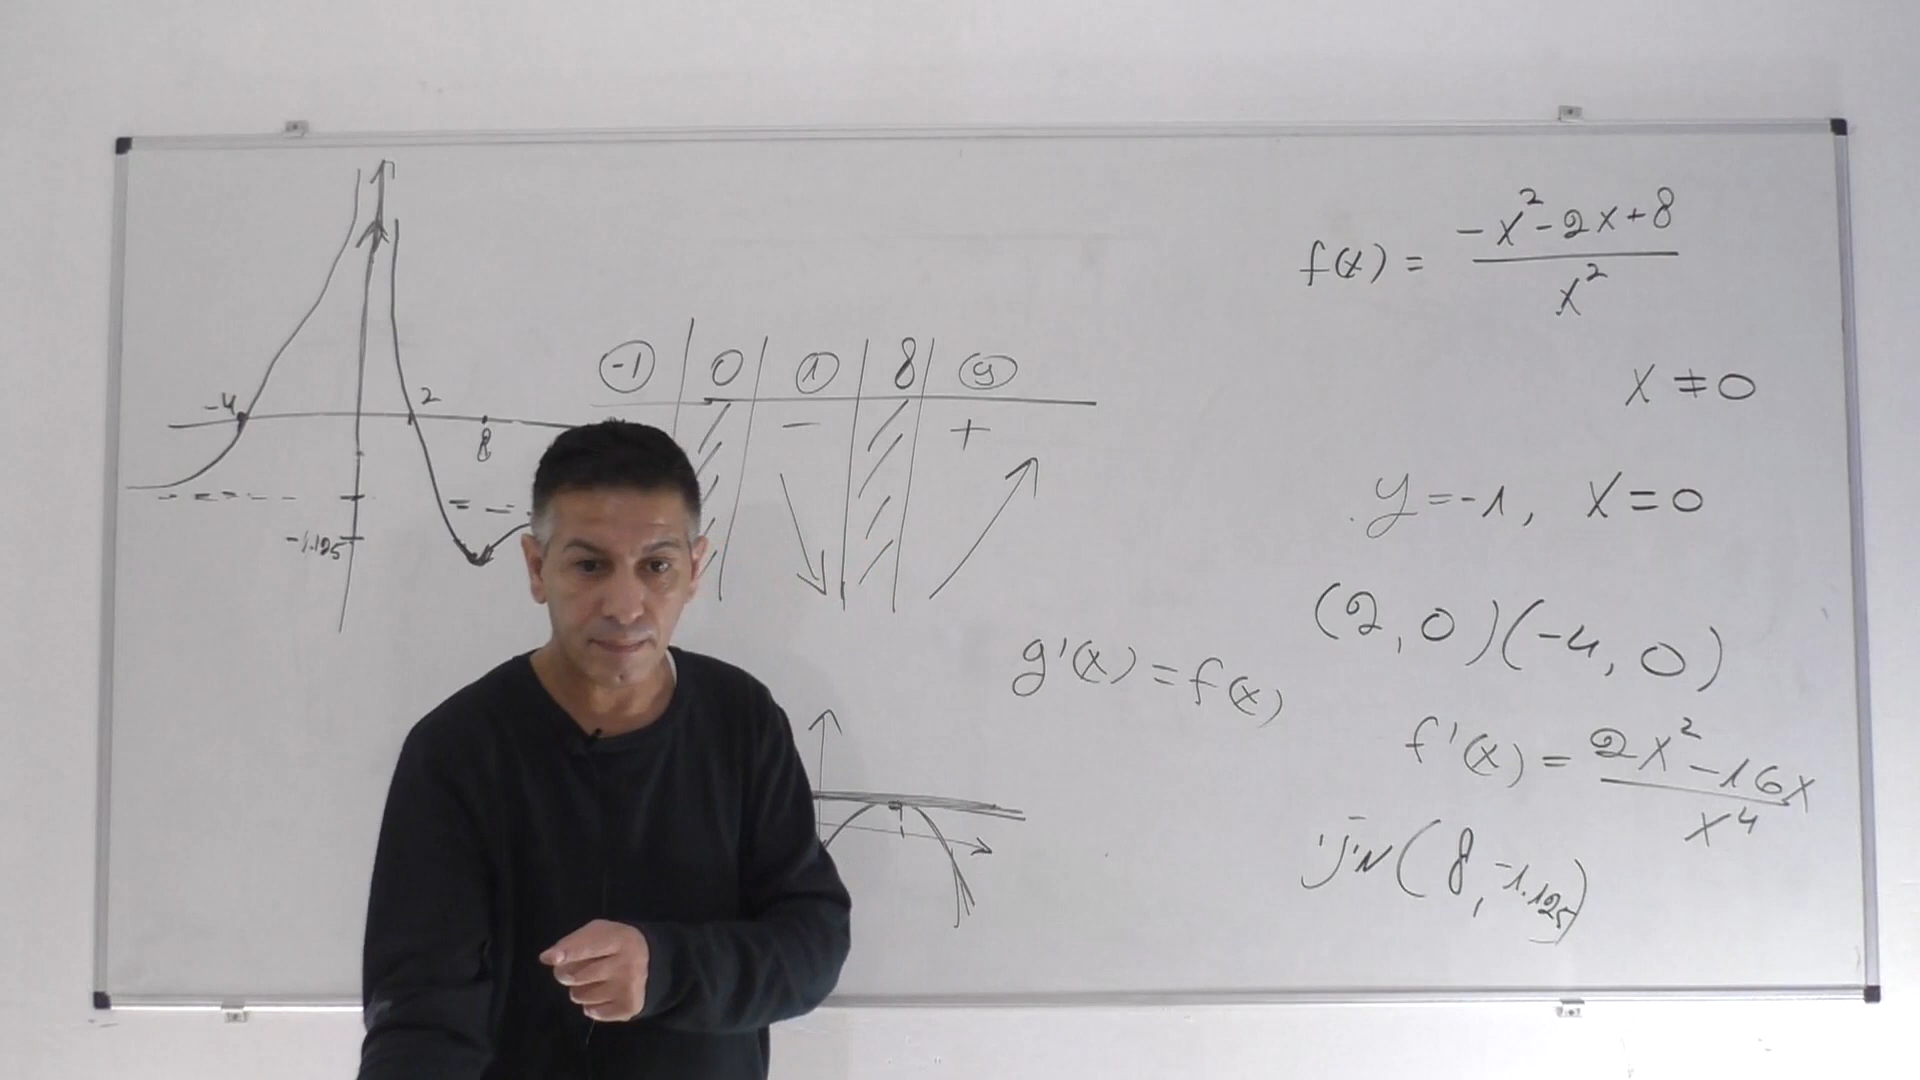 f(x) = (-x²-2x+8)/x²
x ≠ 0
y = -1, x = 0
(2,0)(-4,0)
f'(x) = (2x²-16x)/x⁴
מין (8,-1.125)
g'(x) = f(x)
-1 | 0 | 1 | 8 | 9
- +
-4 2
8
-1.125